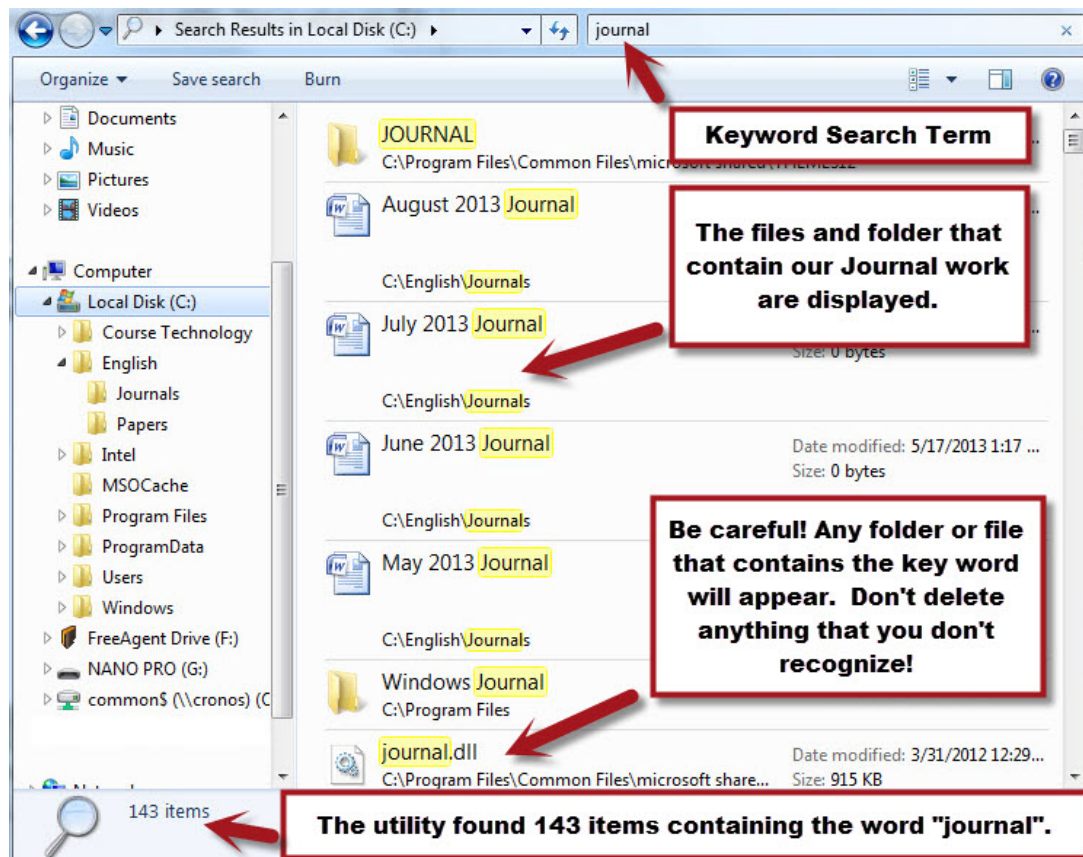 Search Results in Local Disk (C:)
journal
Organize
Save search
Burn
Documents
Music
Pictures
Videos
Computer
Local Disk (C:)
Course Technology
English
Journals
Papers
Intel
MSOCache
Program Files
ProgramData
Users
Windows
FreeAgent Drive (F:)
NANO PRO (G:)
common$ (\\cronos) (C
JOURNAL
C:\Program Files\Common Files\microsoft shared\THEMES12
Keyword Search Term
August 2013 Journal
C:\English\Journals
The files and folder that
contain our Journal work
are displayed.
July 2013 Journal
Size: 0 bytes
C:\English\Journals
June 2013 Journal
Date modified: 5/17/2013 1:17 ...
Size: 0 bytes
C:\English\Journals
May 2013 Journal
C:\English\Journals
Be careful! Any folder or file
that contains the key word
will appear. Don't delete
anything that you don't
recognize!
Windows Journal
C:\Program Files
journal.dll
Date modified: 3/31/2012 12:29...
C:\Program Files\Common Files\microsoft share...
Size: 915 KB
143 items
The utility found 143 items containing the word "journal".